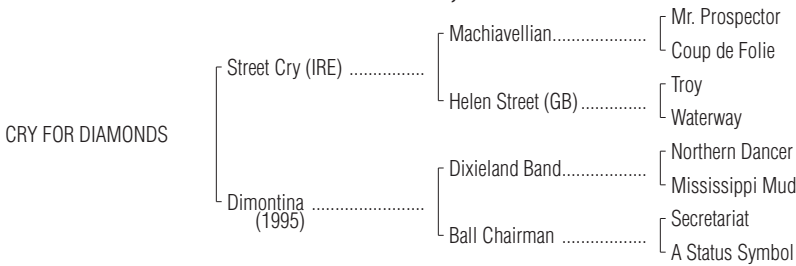 Mr. Prospector
Machiavellian.....................
Coup de Folie
Street Cry (IRE) ................
Troy
Helen Street (GB)..............
Waterway
CRY FOR DIAMONDS
Northern Dancer
Dixieland Band...................
Mississippi Mud
Dimontina ........................
(1995)
Secretariat
Ball Chairman ...................
A Status Symbol